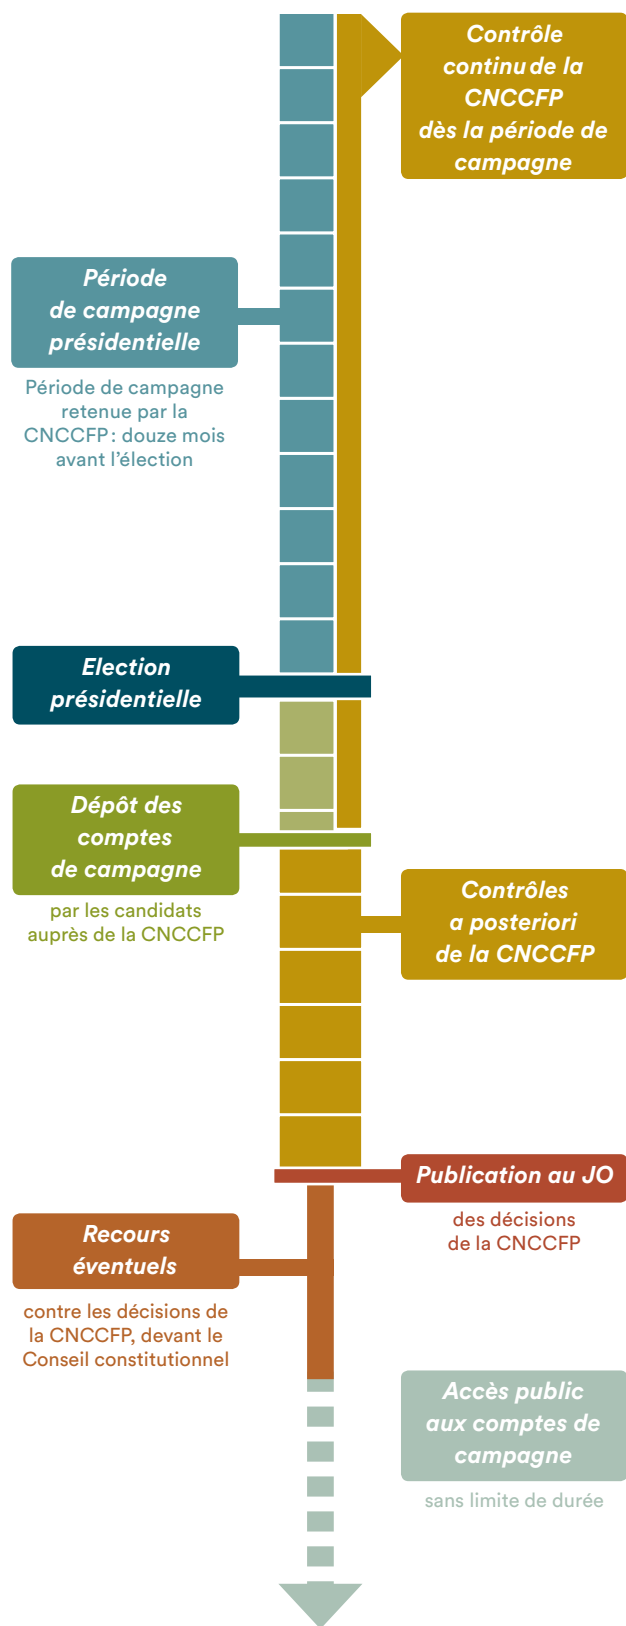 Contrôle
continu de la
CNCCFP
dès la période de
campagne
Période
de campagne
présidentielle
Période de campagne
retenue par la
CNCCFP : douze mois
avant l'élection
Election
présidentielle
Dépôt des
comptes
de campagne
par les candidats
auprès de la CNCCFP
Contrôles
a posteriori
de la CNCCFP
Publication au JO
des décisions
de la CNCCFP
Recours
éventuels
contre les décisions de
la CNCCFP, devant le
Conseil constitutionnel
Accès public
aux comptes de
campagne
sans limite de durée